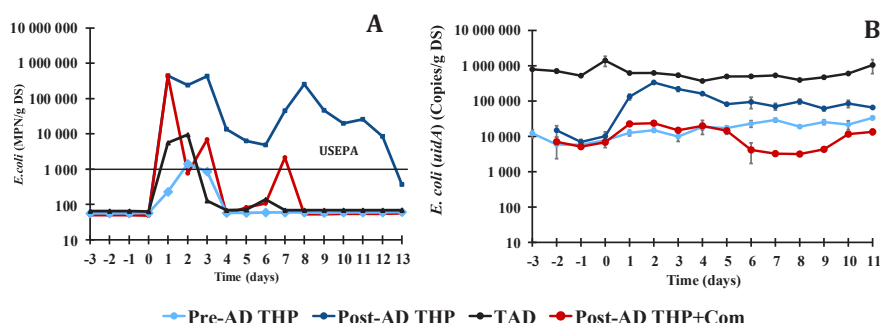 A
E.coli (MPN/g DS)
10 000 000
1 000 000
100 000
10 000
1 000
100
10
USEPA
-3 -2 -1 0 1 2 3 4 5 6 7 8 9 10 11 12 13
Time (days)
B
E. coli (uidA) (Copies/g DS)
10 000 000
1 000 000
100 000
10 000
1 000
100
10
-3 -2 -1 0 1 2 3 4 5 6 7 8 9 10 11
Time (days)
Pre-AD THP Post-AD THP TAD Post-AD THP+Com